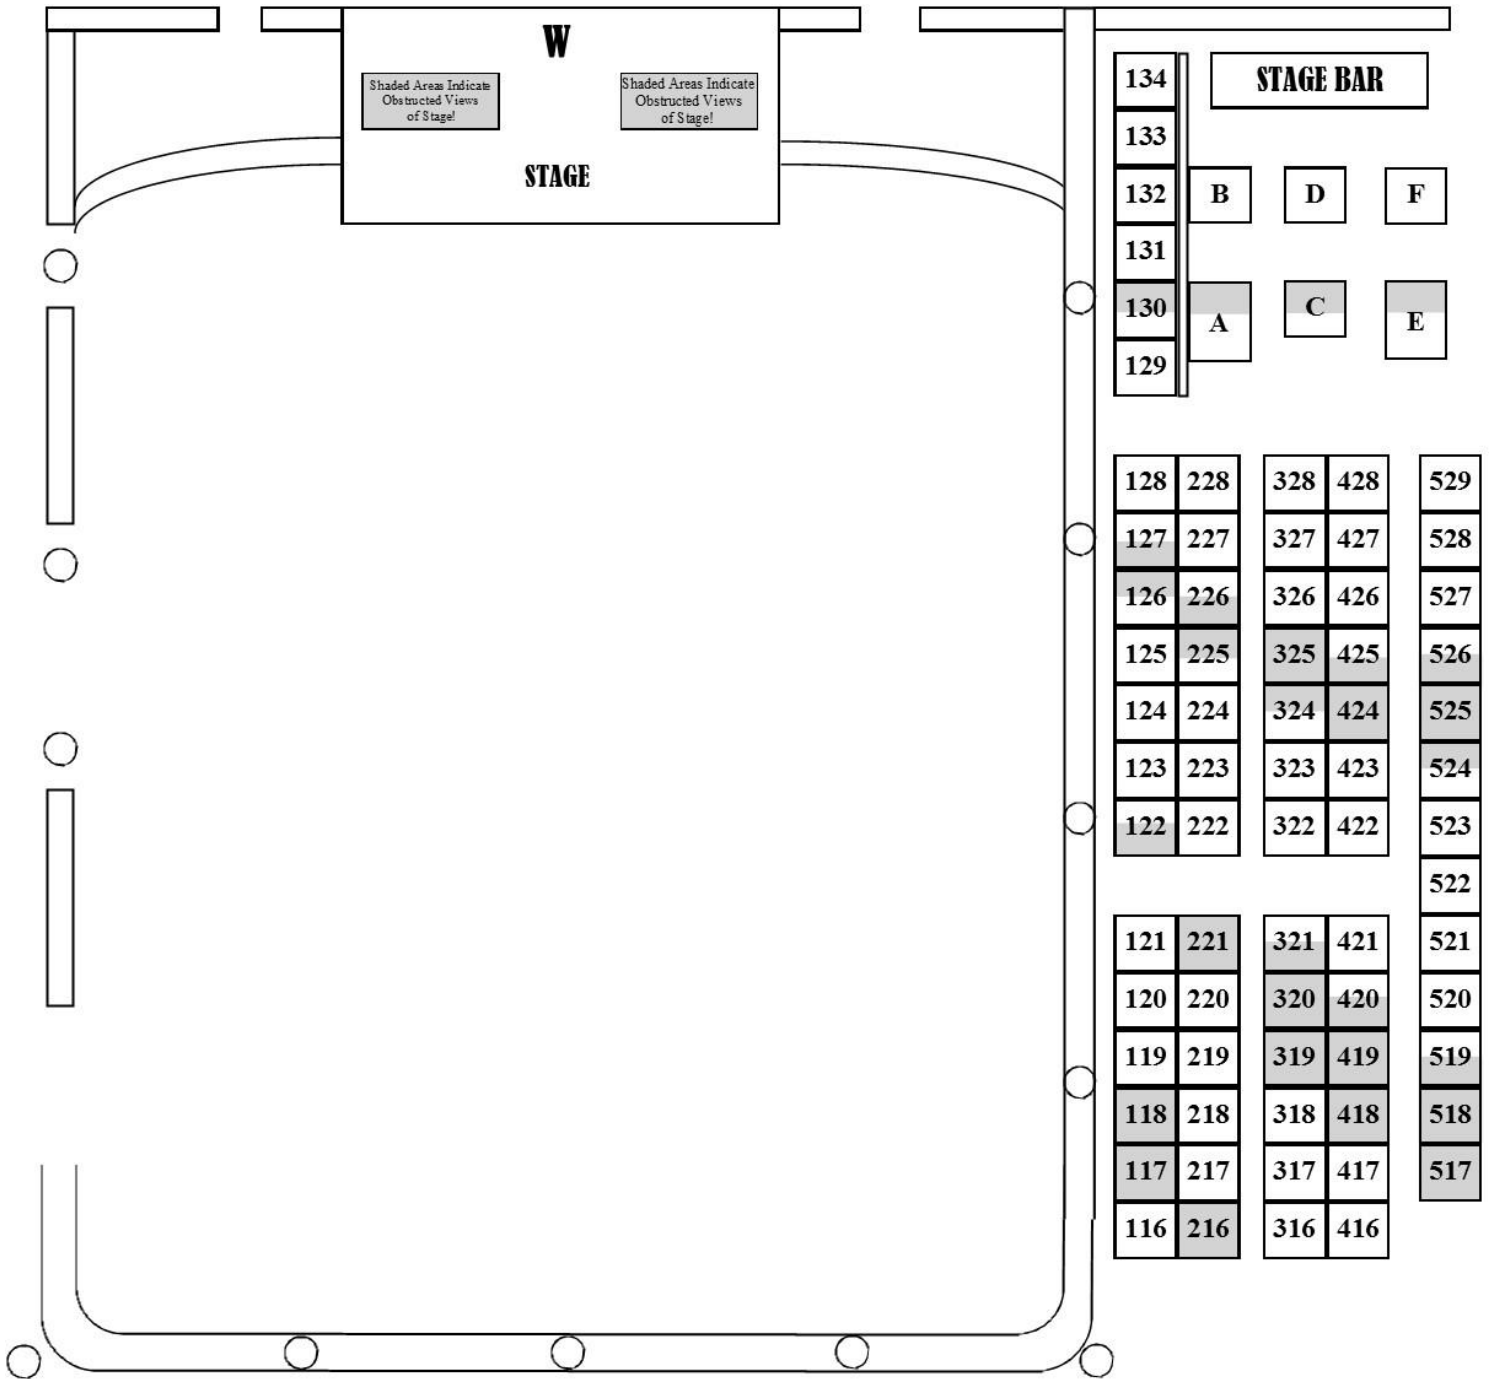 W
Shaded Areas Indicate
Obstructed Views
of Stage!
Shaded Areas Indicate
Obstructed Views
of Stage!
STAGE
STAGE BAR
134
133
132 B D F
131
130 A C E
129
128 228 328 428 529
127 227 327 427 528
126 226 326 426 527
125 225 325 425 526
124 224 324 424 525
123 223 323 423 524
122 222 322 422 523
522
121 221 321 421 521
120 220 320 420 520
119 219 319 419 519
118 218 318 418 518
117 217 317 417 517
116 216 316 416